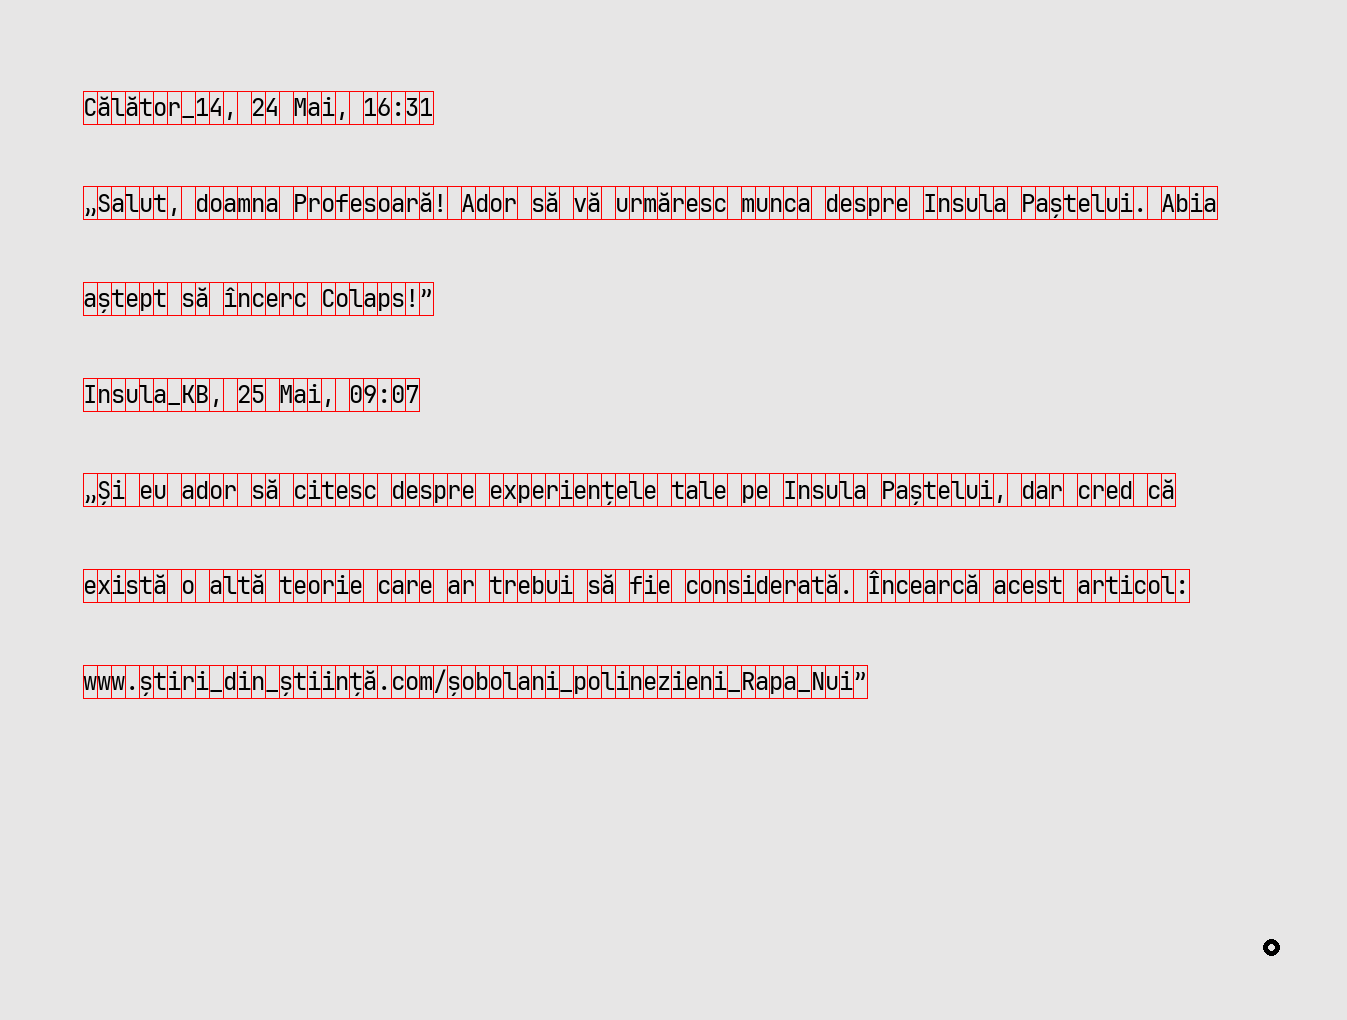 Călător_14, 24 Mai, 16:31
„Salut, doamna Profesoară! Ador să vă urmăresc munca despre Insula Paștelui. Abia
aștept să încerc Colaps!”
Insula_KB, 25 Mai, 09:07
„Și eu ador să citesc despre experiențele tale pe Insula Paștelui, dar cred că
există o altă teorie care ar trebui să fie considerată. Încearcă acest articol:
www.știri_din_știință.com/șobolani_polinezieni_Rapa_Nui”